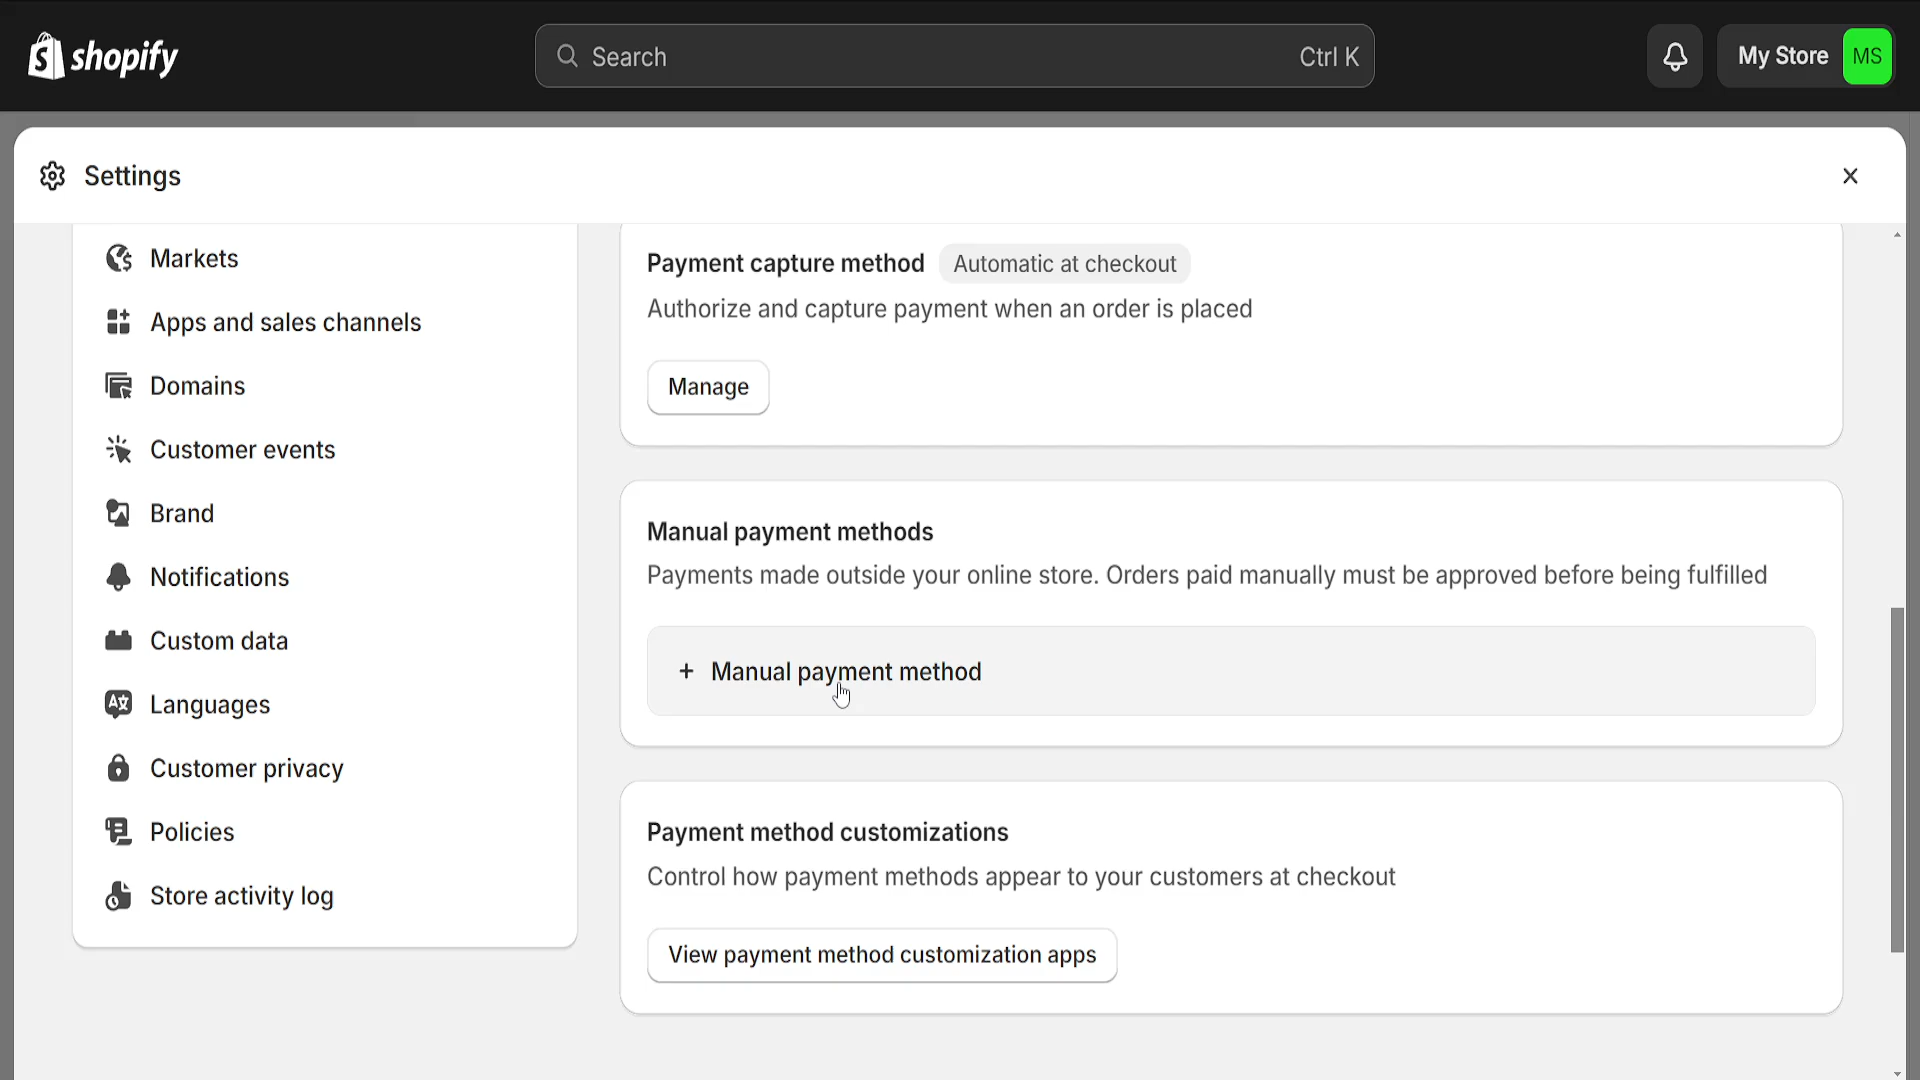 shopify
Search
Ctrl K
My Store
MS
Settings
Markets
Apps and sales channels
Domains
Customer events
Brand
Notifications
Custom data
Languages
Customer privacy
Policies
Store activity log
Payment capture method
Automatic at checkout
Authorize and capture payment when an order is placed
Manage
Manual payment methods
Payments made outside your online store. Orders paid manually must be approved before being fulfilled
+ Manual payment method
Payment method customizations
Control how payment methods appear to your customers at checkout
View payment method customization apps